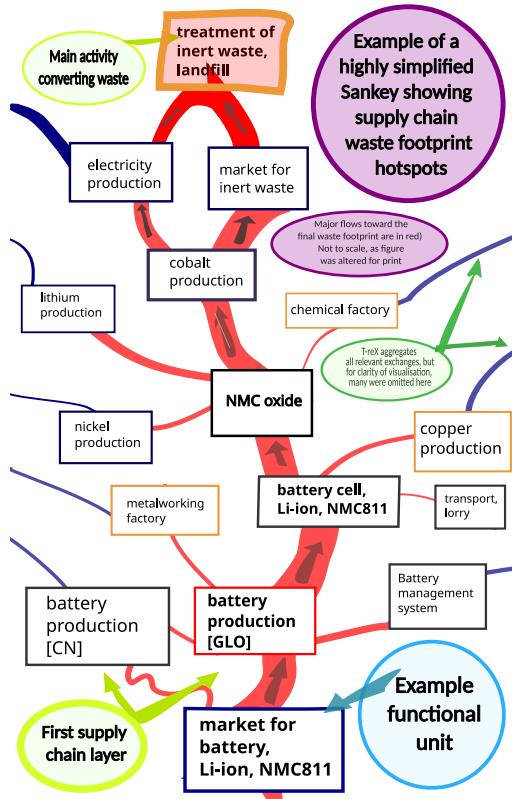 Main activity
converting waste
treatment of
inert waste,
landfill
Example of a
highly simplified
Sankey showing
supply chain
waste footprint
hotspots
electricity
production
market for
inert waste
Major flows toward the
final waste footprint are in red)
Not to scale, as figure
was altered for print
cobalt
production
lithium
production
chemical factory
T-reX aggregates
all relevant exchanges, but
for clarity of visualisation,
many were omitted here
NMC oxide
nickel
production
copper
production
battery cell,
Li-ion, NMC811
metalworking
factory
transport,
lorry
Battery
management
system
battery
production
[CN]
battery
production
[GLO]
First supply
chain layer
market for
battery,
Li-ion, NMC811
Example
functional
unit